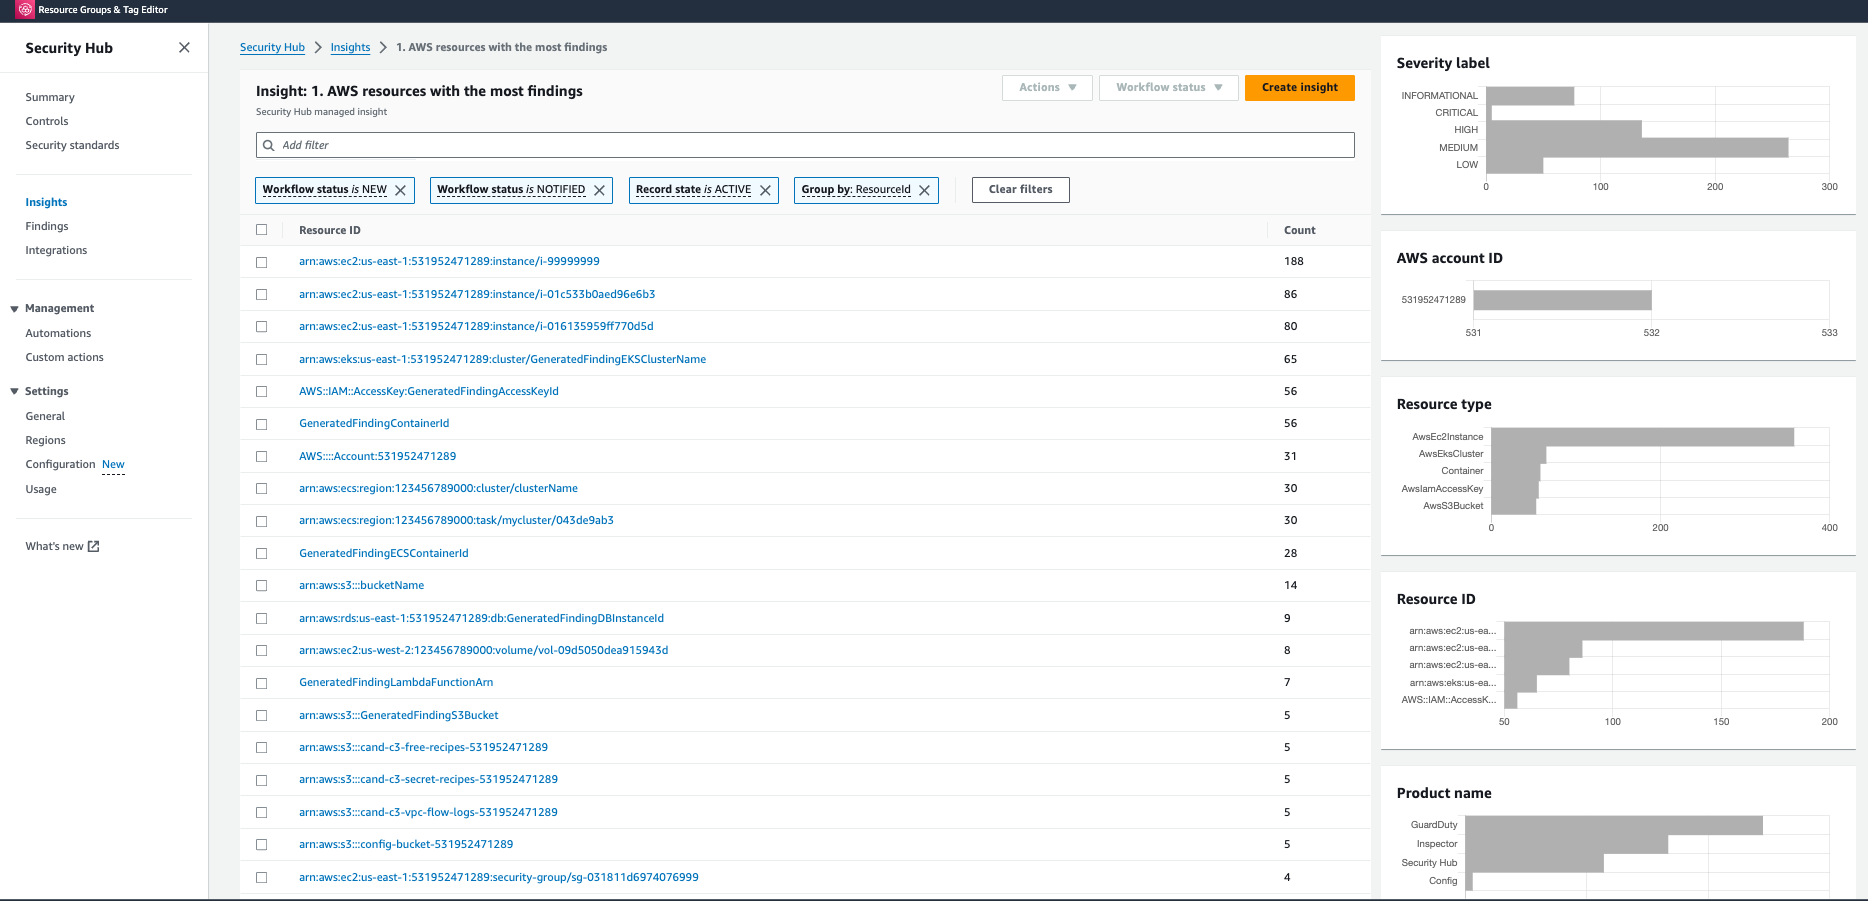 Resource Groups & Tag Editor
Security Hub
Summary
Controls
Security standards
Insights
Findings
Integrations
Management
Automations
Custom actions
Settings
General
Regions
Configuration New
Usage
What's new
Security Hub Insights 1. AWS resources with the most findings
Insight: 1. AWS resources with the most findings
Security Hub managed insight
Actions Workflow status Create insight
Add filter
Workflow status is NEW Workflow status is NOTIFIED Record state is ACTIVE Group by: ResourceId Clear filters
Resource ID Count
arn:aws:ec2:us-east-1:531952471289:instance/i-99999999 188
arn:aws:ec2:us-east-1:531952471289:instance/i-01c533b0aed96e6b3 86
arn:aws:ec2:us-east-1:531952471289:instance/i-016135959ff770d5d 80
arn:aws:eks:us-east-1:531952471289:cluster/GeneratedFindingEKSClusterName 65
AWS::IAM::AccessKey:GeneratedFindingAccessKeyId 56
GeneratedFindingContainerId 56
AWS::::Account:531952471289 31
arn:aws:ecs:region:123456789000:cluster/clusterName 30
arn:aws:ecs:region:123456789000:task/mycluster/043de9ab3 30
GeneratedFindingECSContainerId 28
arn:aws:s3:::bucketName 14
arn:aws:rds:us-east-1:531952471289:db:GeneratedFindingDBInstanceId 9
arn:aws:ec2:us-west-2:123456789000:volume/vol-09d5050dea915943d 8
GeneratedFindingLambdaFunctionArn 7
arn:aws:s3:::GeneratedFindingS3Bucket 5
arn:aws:s3:::cand-c3-free-recipes-531952471289 5
arn:aws:s3:::cand-c3-secret-recipes-531952471289 5
arn:aws:s3:::cand-c3-vpc-flow-logs-531952471289 5
arn:aws:s3:::config-bucket-531952471289 5
arn:aws:ec2:us-east-1:531952471289:security-group/sg-031811d6974076999 4
Severity label
INFORMATIONAL
CRITICAL
HIGH
MEDIUM
LOW
0 100 200 300
AWS account ID
531952471289
531 532 533
Resource type
AwsEc2Instance
AwsEksCluster
Container
AwsIamAccessKey
AwsS3Bucket
0 200 400
Resource ID
arn:aws:ec2:us-ea...
arn:aws:ec2:us-ea...
arn:aws:ec2:us-ea...
arn:aws:eks:us-ea...
AWS::IAM::AccessK...
50 100 150 200
Product name
GuardDuty
Inspector
Security Hub
Config